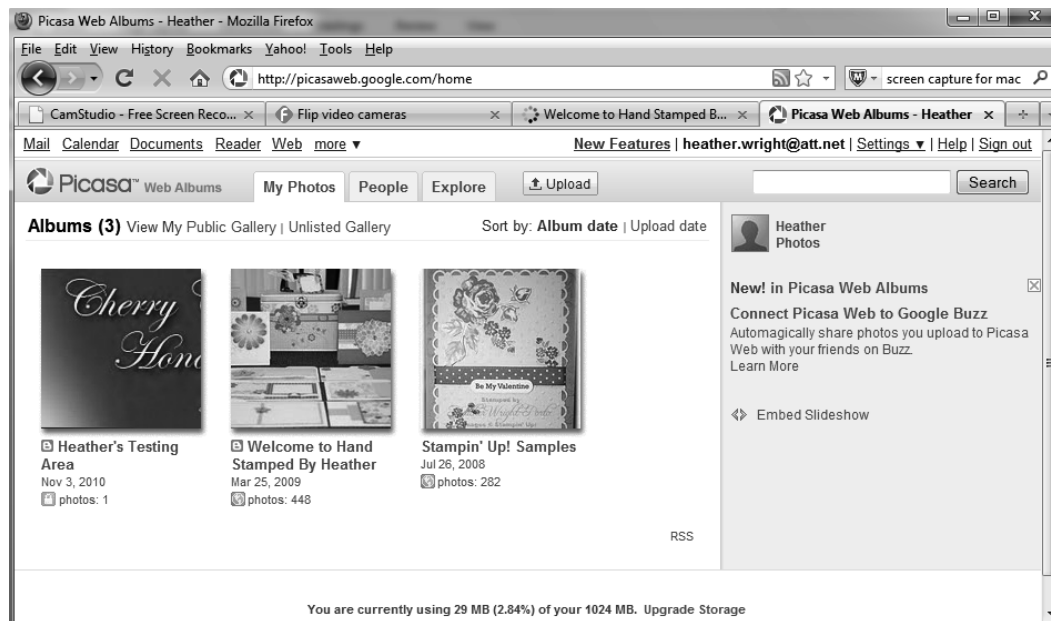 Picasa Web Albums - Heather - Mozilla Firefox
File Edit View History Bookmarks Yahoo! Tools Help
http://picasaweb.google.com/home
screen capture for mac
CamStudio - Free Screen Reco...
Flip video cameras
Welcome to Hand Stamped B...
Picasa Web Albums - Heather
Mail Calendar Documents Reader Web more ▼
New Features | heather.wright@att.net | Settings ▼ | Help | Sign out
Picasa™ Web Albums
My Photos People Explore Upload Search
Albums (3) View My Public Gallery | Unlisted Gallery
Sort by: Album date | Upload date
Cherry
Hond
Be My Valentine
Stamped by
Heather's Testing
Area
Nov 3, 2010
photos: 1
Welcome to Hand
Stamped By Heather
Mar 25, 2009
photos: 448
Stampin' Up! Samples
Jul 26, 2008
photos: 282
RSS
Heather
Photos
New! in Picasa Web Albums
Connect Picasa Web to Google Buzz
Automagically share photos you upload to Picasa
Web with your friends on Buzz.
Learn More
Embed Slideshow
You are currently using 29 MB (2.84%) of your 1024 MB. Upgrade Storage